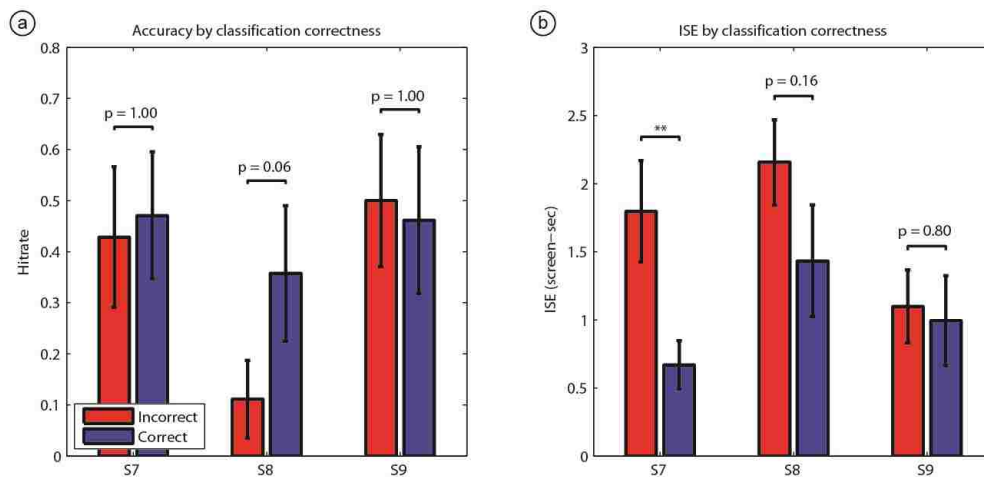 a
Accuracy by classification correctness
0.8
0.7
0.6
0.5
0.4
0.3
0.2
0.1
0
Hitrate
p = 1.00
p = 0.06
p = 1.00
Incorrect
Correct
S7
S8
S9
b
ISE by classification correctness
3
2.5
2
1.5
1
0.5
0
ISE (screen–sec)
**
p = 0.16
p = 0.80
S7
S8
S9